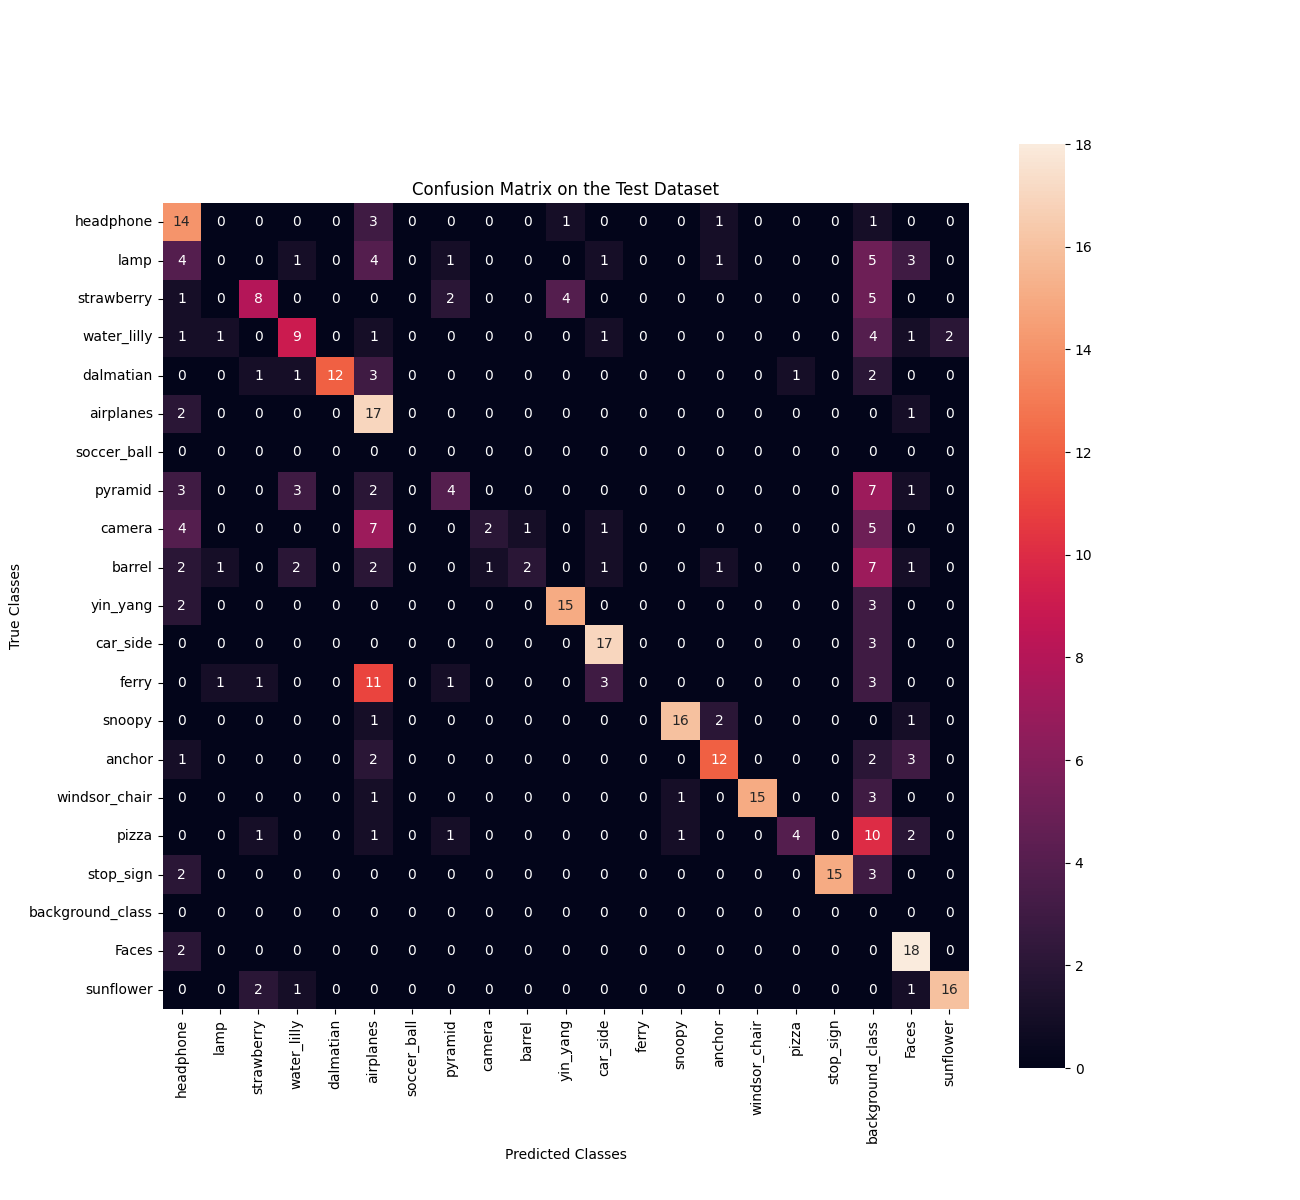 Confusion Matrix on the Test Dataset
True Classes
headphone 14 0 0 0 0 3 0 0 0 0 1 0 0 0 1 0 0 0 1 0 0
lamp 4 0 0 1 0 4 0 1 0 0 0 1 0 0 1 0 0 0 5 3 0
strawberry 1 0 8 0 0 0 0 2 0 0 4 0 0 0 0 0 0 0 5 0 0
water_lilly 1 1 0 9 0 1 0 0 0 0 0 1 0 0 0 0 0 0 4 1 2
dalmatian 0 0 1 1 12 3 0 0 0 0 0 0 0 0 0 0 1 0 2 0 0
airplanes 2 0 0 0 0 17 0 0 0 0 0 0 0 0 0 0 0 0 0 1 0
soccer_ball 0 0 0 0 0 0 0 0 0 0 0 0 0 0 0 0 0 0 0 0 0
pyramid 3 0 0 3 0 2 0 4 0 0 0 0 0 0 0 0 0 0 7 1 0
camera 4 0 0 0 0 7 0 0 2 1 0 1 0 0 0 0 0 0 5 0 0
barrel 2 1 0 2 0 2 0 0 1 2 0 1 0 0 1 0 0 0 7 1 0
yin_yang 2 0 0 0 0 0 0 0 0 0 15 0 0 0 0 0 0 0 3 0 0
car_side 0 0 0 0 0 0 0 0 0 0 0 17 0 0 0 0 0 0 3 0 0
ferry 0 1 1 0 0 11 0 1 0 0 0 3 0 0 0 0 0 0 3 0 0
snoopy 0 0 0 0 0 1 0 0 0 0 0 0 0 16 2 0 0 0 0 1 0
anchor 1 0 0 0 0 2 0 0 0 0 0 0 0 0 12 0 0 0 2 3 0
windsor_chair 0 0 0 0 0 1 0 0 0 0 0 0 0 1 0 15 0 0 3 0 0
pizza 0 0 1 0 0 1 0 1 0 0 0 0 0 1 0 0 4 0 10 2 0
stop_sign 2 0 0 0 0 0 0 0 0 0 0 0 0 0 0 0 0 15 3 0 0
background_class 0 0 0 0 0 0 0 0 0 0 0 0 0 0 0 0 0 0 0 0 0
Faces 2 0 0 0 0 0 0 0 0 0 0 0 0 0 0 0 0 0 0 18 0
sunflower 0 0 2 1 0 0 0 0 0 0 0 0 0 0 0 0 0 0 0 1 16
headphone
lamp
strawberry
water_lilly
dalmatian
airplanes
soccer_ball
pyramid
camera
barrel
yin_yang
car_side
ferry
snoopy
anchor
windsor_chair
pizza
stop_sign
background_class
Faces
sunflower
Predicted Classes
18
16
14
12
10
8
6
4
2
0